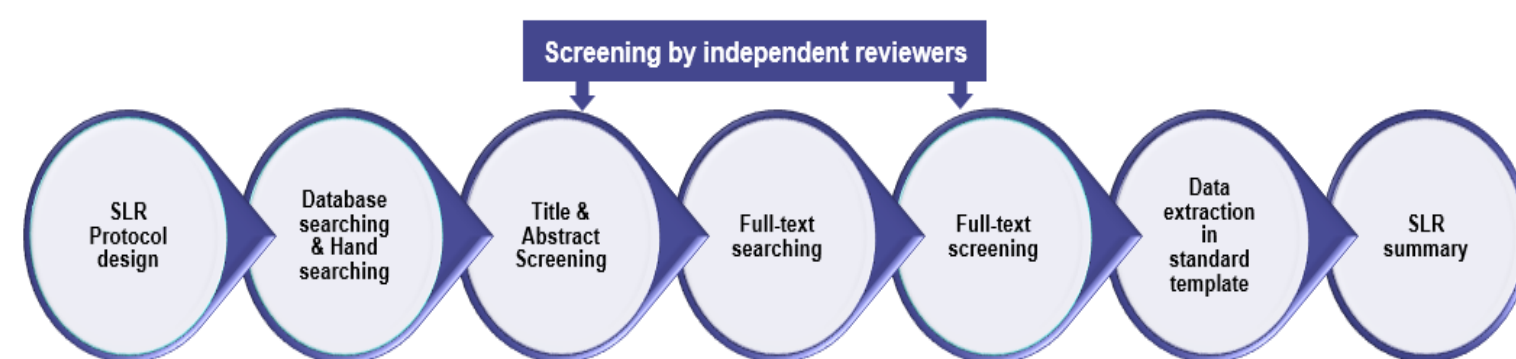 Screening by independent reviewers
SLR
Protocol
design
Database
searching
& Hand
searching
Title &
Abstract
Screening
Full-text
searching
Full-text
screening
Data
extraction
in
standard
template
SLR
summary